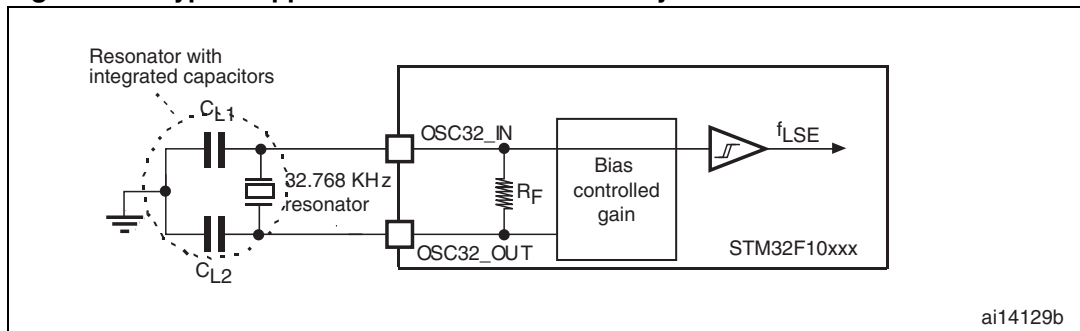 Resonator with
integrated capacitors
CL1
OSC32_IN
fLSE
32.768 KHz
resonator
RF
Bias
controlled
gain
OSC32_OUT
STM32F10xxx
CL2
ai14129b